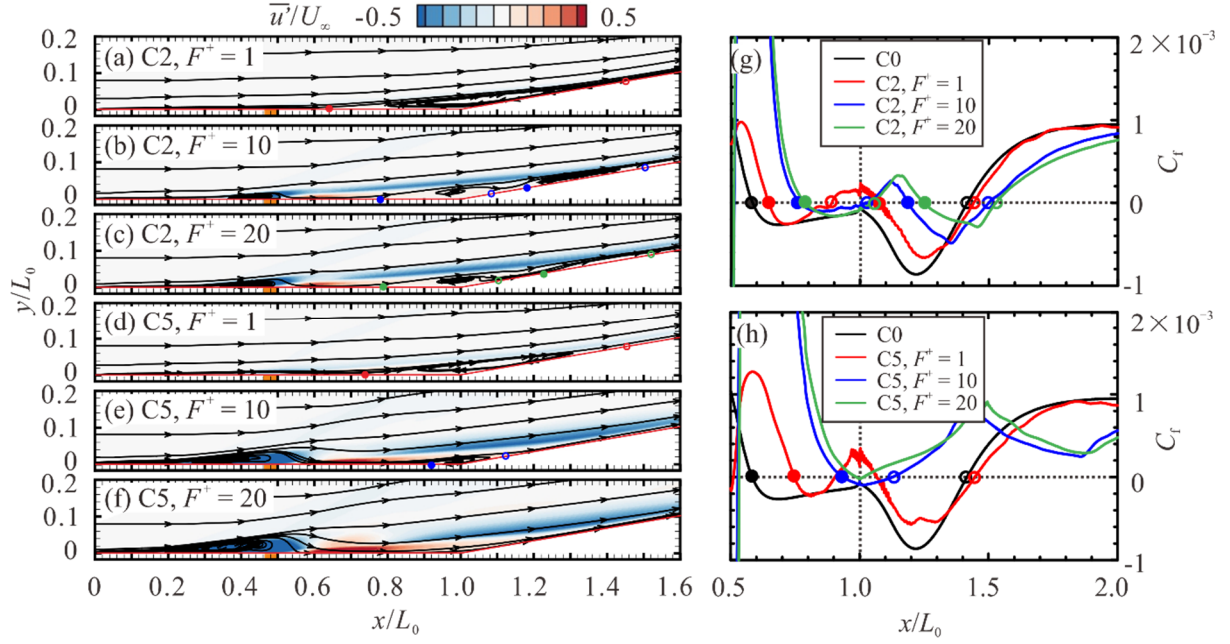 u'/U∞ -0.5 0.5
0.2
(a) C2, F⁺ = 1
0.1
0
0.2
(b) C2, F⁺ = 10
0.1
0
0.2
(c) C2, F⁺ = 20
0.1
0
0.2
(d) C5, F⁺ = 1
0.1
0
0.2
(e) C5, F⁺ = 10
0.1
0
0.2
(f) C5, F⁺ = 20
0.1
0
y/L₀
0 0.2 0.4 0.6 0.8 1.0 1.2 1.4 1.6
x/L₀
(g)
C0
C2, F⁺ = 1
C2, F⁺ = 10
C2, F⁺ = 20
2×10⁻³
1
C_f
0
-1
(h)
C0
C5, F⁺ = 1
C5, F⁺ = 10
C5, F⁺ = 20
2×10⁻³
1
C_f
0
-1
0.5 1.0 1.5 2.0
x/L₀